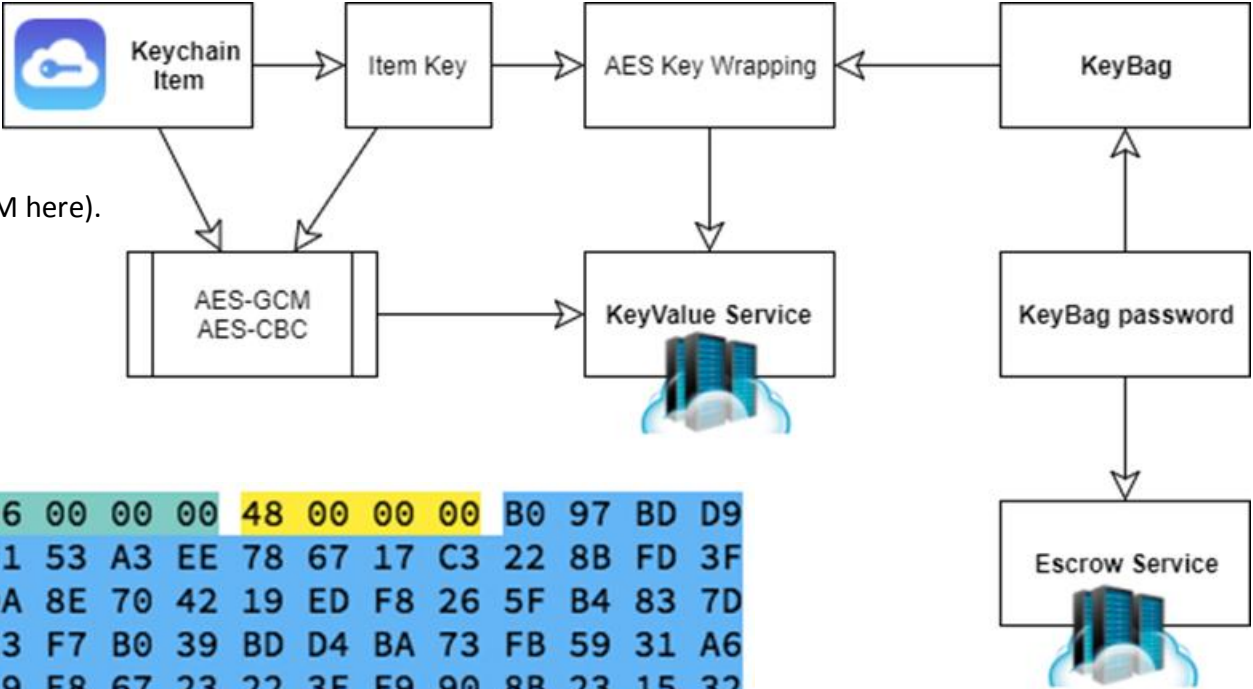 Keychain
Item
Item Key
AES Key Wrapping
KeyBag
M here).
AES-GCM
AES-CBC
KeyValue Service
KeyBag password
Escrow Service
6 00 00 00 48 00 00 00 B0 97 BD D9
1 53 A3 EE 78 67 17 C3 22 8B FD 3F
A 8E 70 42 19 ED F8 26 5F B4 83 7D
3 F7 B0 39 BD D4 BA 73 FB 59 31 A6